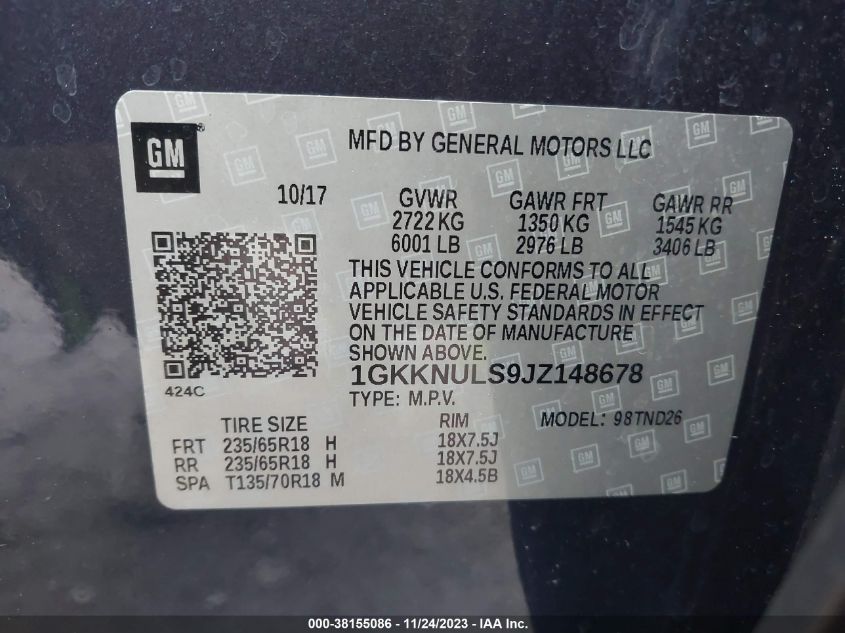 GM ®
MFD BY GENERAL MOTORS LLC
10/17 GVWR GAWR FRT GAWR RR
2722 KG 1350 KG 1545 KG
6001 LB 2976 LB 3406 LB
THIS VEHICLE CONFORMS TO ALL
APPLICABLE U.S. FEDERAL MOTOR
VEHICLE SAFETY STANDARDS IN EFFECT
ON THE DATE OF MANUFACTURE
SHOWN ABOVE.
424C
1GKKNULS9JZ148678
TYPE: M.P.V. MODEL: 98TND26
TIRE SIZE RIM
FRT 235/65R18 H 18X7.5J
RR 235/65R18 H 18X7.5J
SPA T135/70R18 M 18X4.5B
000-38155086 - 11/24/2023 - IAA Inc.